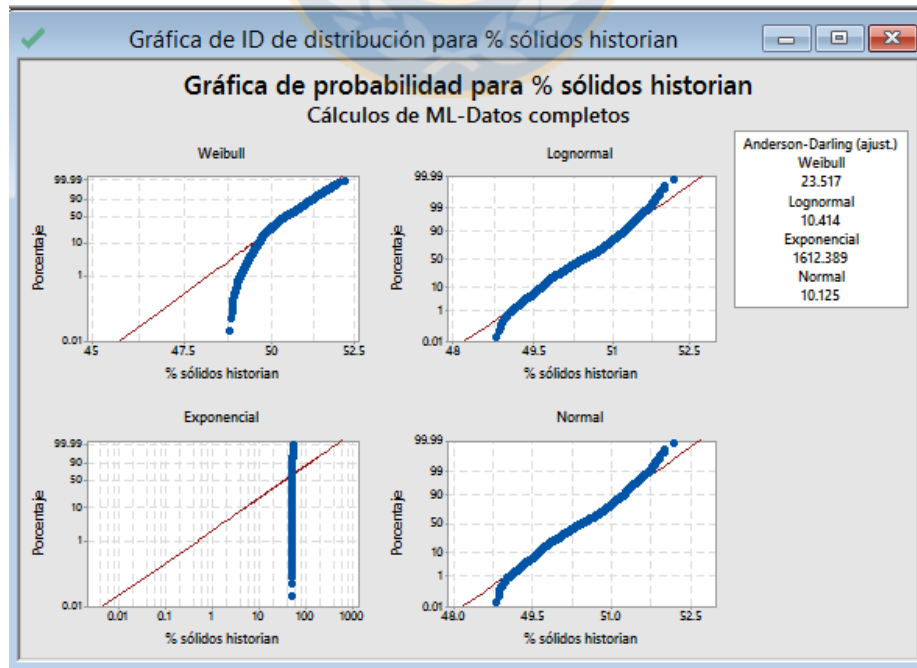 Gráfica de ID de distribución para % sólidos historian
Gráfica de probabilidad para % sólidos historian
Cálculos de ML-Datos completos
Weibull
99.99
90
50
10
1
0.01
Porcentaje
45
47.5
50
52.5
% sólidos historian
Lognormal
99.99
99
90
50
10
1
0.01
Porcentaje
48
49.5
51
52.5
% sólidos historian
Anderson-Darling (ajust.)
Weibull
23.517
Lognormal
10.414
Exponencial
1612.389
Normal
10.125
Exponencial
99.99
90
50
10
1
0.01
Porcentaje
0.01
0.1
1
10
100
1000
% sólidos historian
Normal
99.99
99
90
50
10
1
0.01
Porcentaje
48.0
49.5
51.0
52.5
% sólidos historian